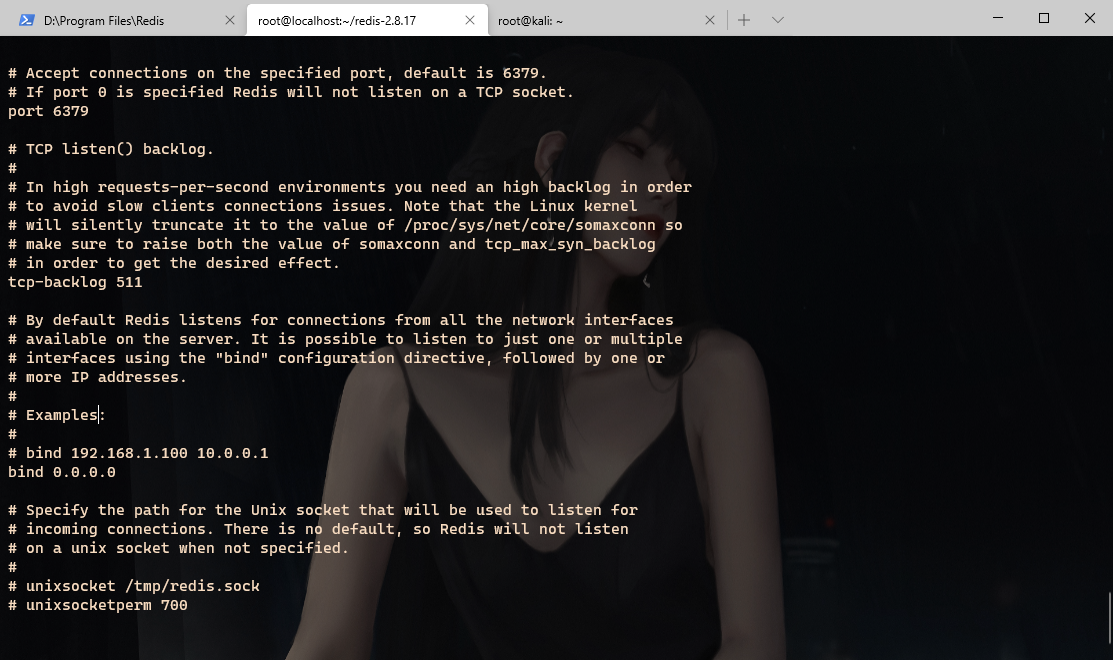 D:\Program Files\Redis
root@localhost:~/redis-2.8.17
root@kali: ~
# Accept connections on the specified port, default is 6379.
# If port 0 is specified Redis will not listen on a TCP socket.
port 6379
# TCP listen() backlog.
#
# In high requests-per-second environments you need an high backlog in order
# to avoid slow clients connections issues. Note that the Linux kernel
# will silently truncate it to the value of /proc/sys/net/core/somaxconn so
# make sure to raise both the value of somaxconn and tcp_max_syn_backlog
# in order to get the desired effect.
tcp-backlog 511
# By default Redis listens for connections from all the network interfaces
# available on the server. It is possible to listen to just one or multiple
# interfaces using the "bind" configuration directive, followed by one or
# more IP addresses.
#
# Examples:
#
# bind 192.168.1.100 10.0.0.1
bind 0.0.0.0
# Specify the path for the Unix socket that will be used to listen for
# incoming connections. There is no default, so Redis will not listen
# on a unix socket when not specified.
#
# unixsocket /tmp/redis.sock
# unixsocketperm 700